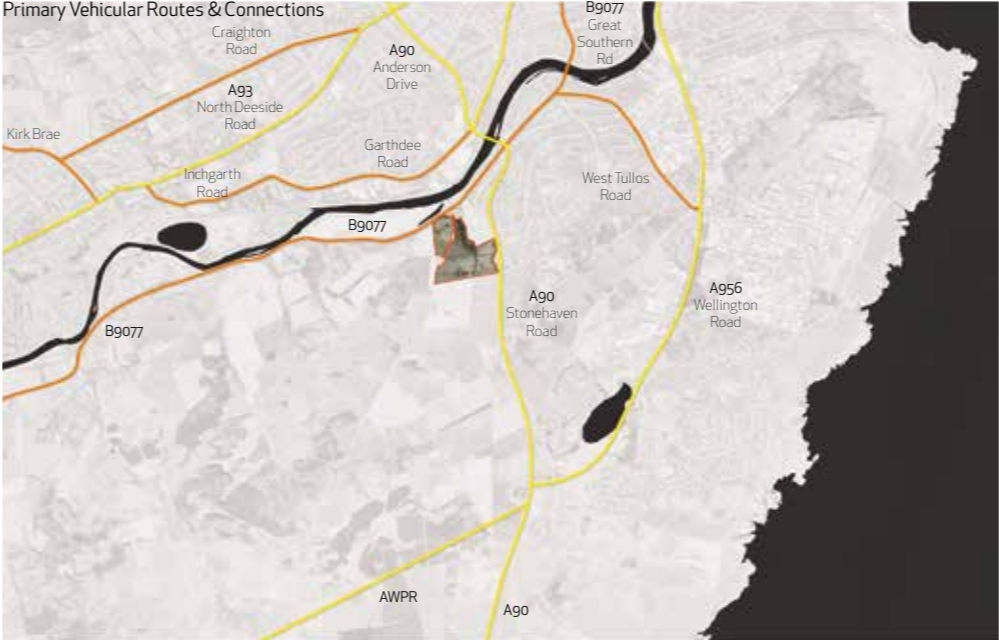 Primary Vehicular Routes & Connections
B9077
Great
Southern
Rd
Craighton
Road
A90
Anderson
Drive
A93
North Deeside
Road
Kirk Brae
Garthdee
Road
Inchgarth
Road
West Tullos
Road
B9077
A90
Stonehaven
Road
A956
Wellington
Road
B9077
AWPR
A90